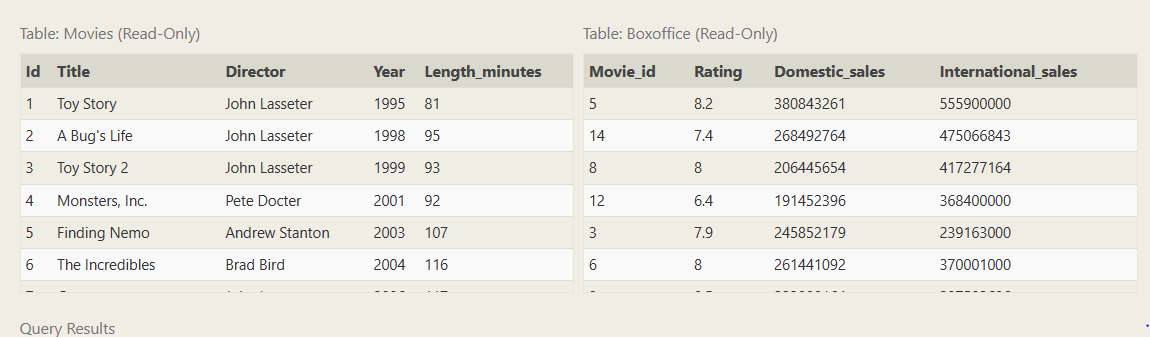 Table: Movies (Read-Only)
Id Title Director Year Length_minutes
1 Toy Story John Lasseter 1995 81
2 A Bug's Life John Lasseter 1998 95
3 Toy Story 2 John Lasseter 1999 93
4 Monsters, Inc. Pete Docter 2001 92
5 Finding Nemo Andrew Stanton 2003 107
6 The Incredibles Brad Bird 2004 116
Table: Boxoffice (Read-Only)
Movie_id Rating Domestic_sales International_sales
5 8.2 380843261 555900000
14 7.4 268492764 475066843
8 8 206445654 417277164
12 6.4 191452396 368400000
3 7.9 245852179 239163000
6 8 261441092 370001000
Query Results